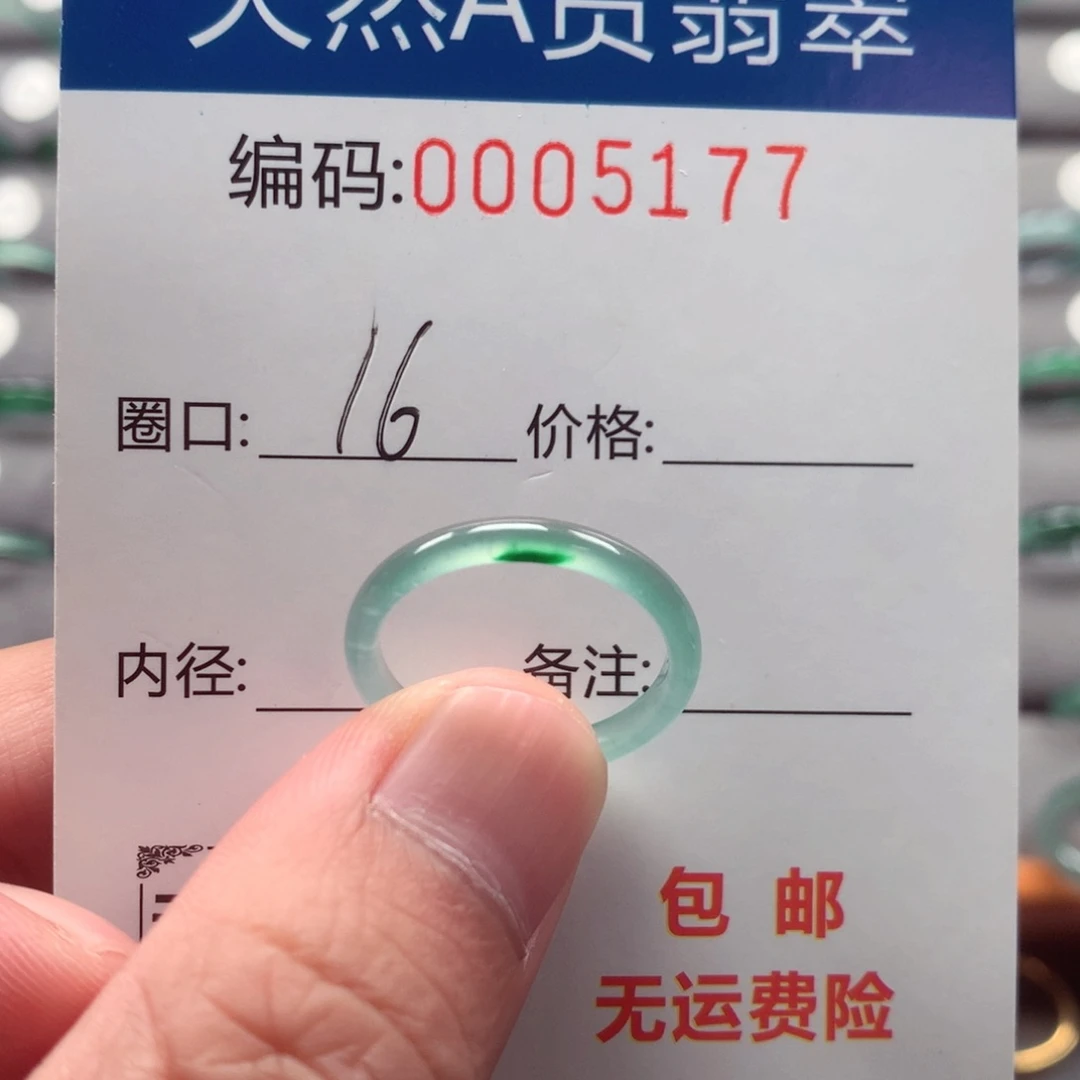 天然A货翡翠
编码:0005177
圈口: 16 价格:
内径: 备注:
包 邮
无运费险